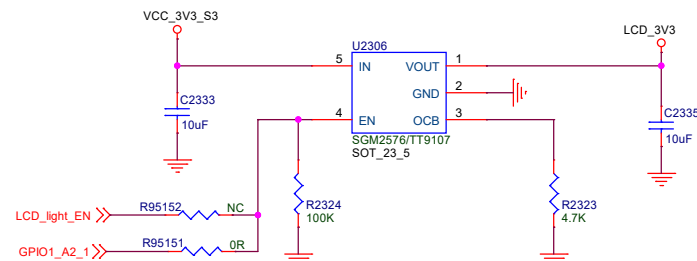 VCC_3V3_S3
LCD_3V3
U2306
5 IN VOUT 1
GND 2
C2333
10uF
4 EN OCB 3
C2335
10uF
SGM2576/TT9107
SOT_23_5
R95152 NC
LCD_light_EN
R2324
100K
R2323
4.7K
R95151 0R
GPIO1_A2_1